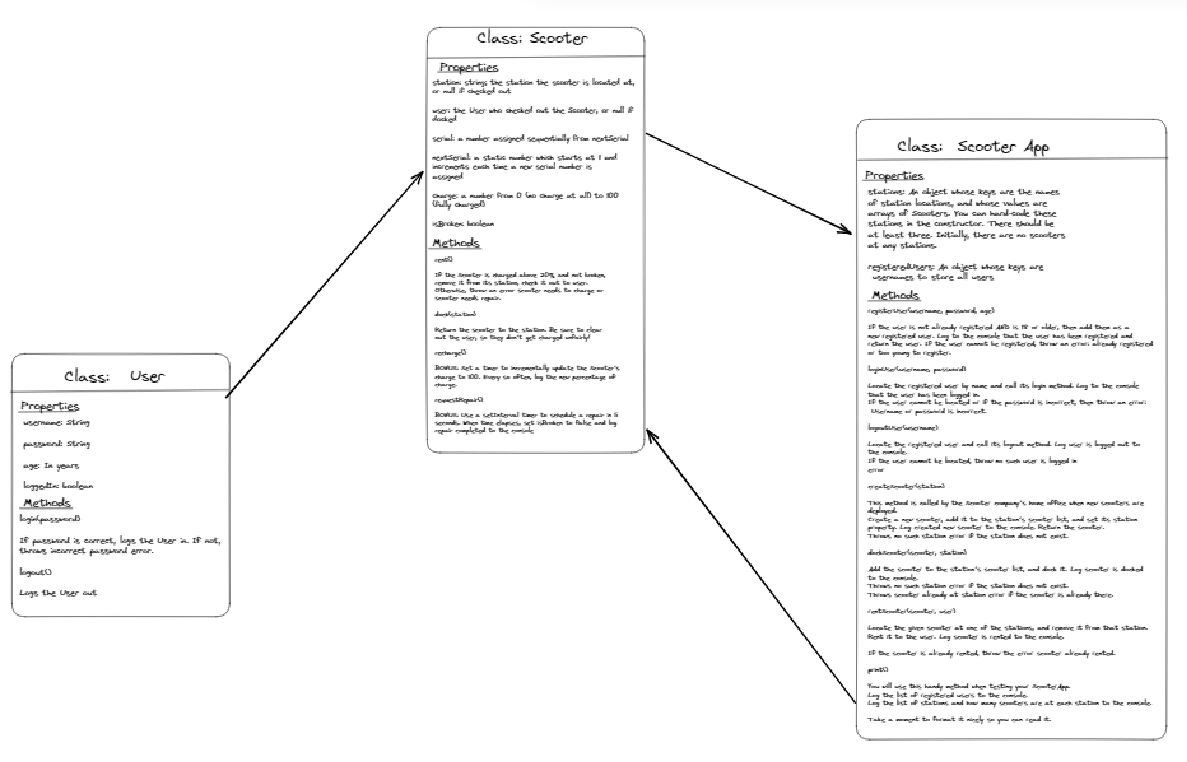 Class: Scooter
Properties
station: string: the station the scooter is located at,
or null if checked out
user: the User who checked out the Scooter, or null if
docked
serial: a number assigned sequentially from nextSerial
nextSerial: a static number which starts at 1 and
increments each time a new serial number is
assigned
charge: a number from 0 (no charge at all) to 100
(fully charged)
isBroken: boolean
Methods
rent()
If the scooter is charged above 20% and not broken,
remove it from its station, check it out to user.
Otherwise, throw an error scooter needs to charge or
scooter needs repair.
dock(station)
Return the scooter to the station. Be sure to clear
out the user, so they don't get charged unfairly!
recharge()
BONUS: Set a timer to incrementally update the Scooter's
charge to 100. Every so often, log the new percentage of
charge.
requestRepair()
BONUS: Use a setInterval timer to schedule a repair in 5
seconds. When time elapses, set isBroken to false and log
repair completed to the console
Class: User
Properties
username: String
password: String
age: In years
loggedIn: boolean
Methods
login(password)
If password is correct, logs the User in. If not,
throws incorrect password error.
logout()
Logs the User out
Class: Scooter App
Properties
stations: An object whose keys are the names
of station locations, and whose values are
arrays of Scooters. You can hard-code these
stations in the constructor. There should be
at least three. Initially, there are no scooters
at any stations.
registeredUsers: An object whose keys are
usernames to store all users
Methods
registerUser(username, password, age)
If the user is not already registered AND is 18 or older, then add them as a
new registered user. Log to the console that the user has been registered and
return the user. If the user cannot be registered, throw an error: already registered
or too young to register.
loginUser(username, password)
Locate the registered user by name and call its login method. Log to the console
that the user has been logged in.
If the user cannot be located or if the password is incorrect, then throw an error:
Username or password is incorrect.
logoutUser(username)
Locate the registered user and call its logout method. Log user is logged out to
the console.
If the user cannot be located, throw no such user is logged in
error
createScooter(station)
This method is called by the Scooter company's home office when new scooters are
deployed.
Create a new scooter, add it to the station's scooter list, and set its station
property. Log created new scooter to the console. Return the scooter.
Throws no such station error if the station does not exist.
dockScooter(scooter, station)
Add the scooter to the station's scooter list, and dock it. Log scooter is docked
to the console.
Throws no such station error if the station does not exist.
Throws scooter already at station error if the scooter is already there.
rentScooter(scooter, user)
Locate the given scooter at one of the stations, and remove it from that station.
Rent it to the user. Log scooter is rented to the console.
If the scooter is already rented, throw the error scooter already rented.
print()
You will use this handy method when testing your ScooterApp.
Log the list of registered users to the console.
Log the list of stations and how many scooters are at each station to the console.
Take a moment to format it nicely so you can read it.